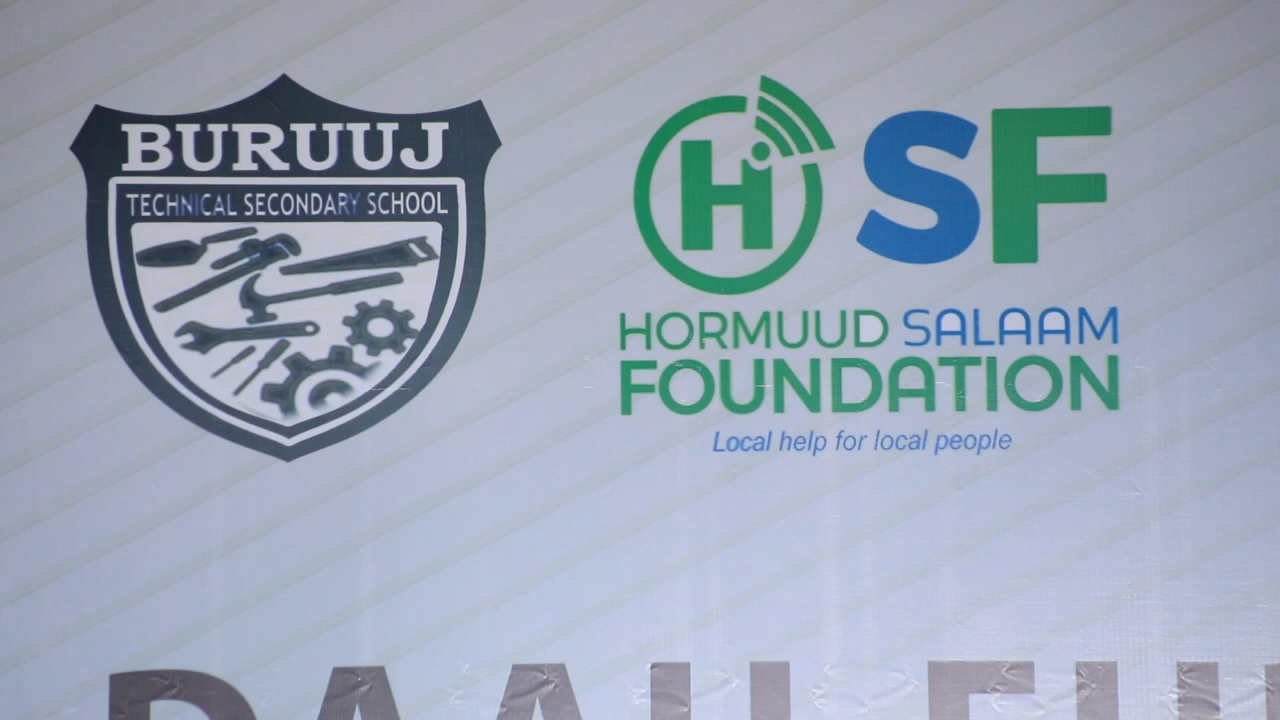 BURUUJ
TECHNICAL SECONDARY SCHOOL
H SF
HORMUUD SALAAM
FOUNDATION
Local help for local people